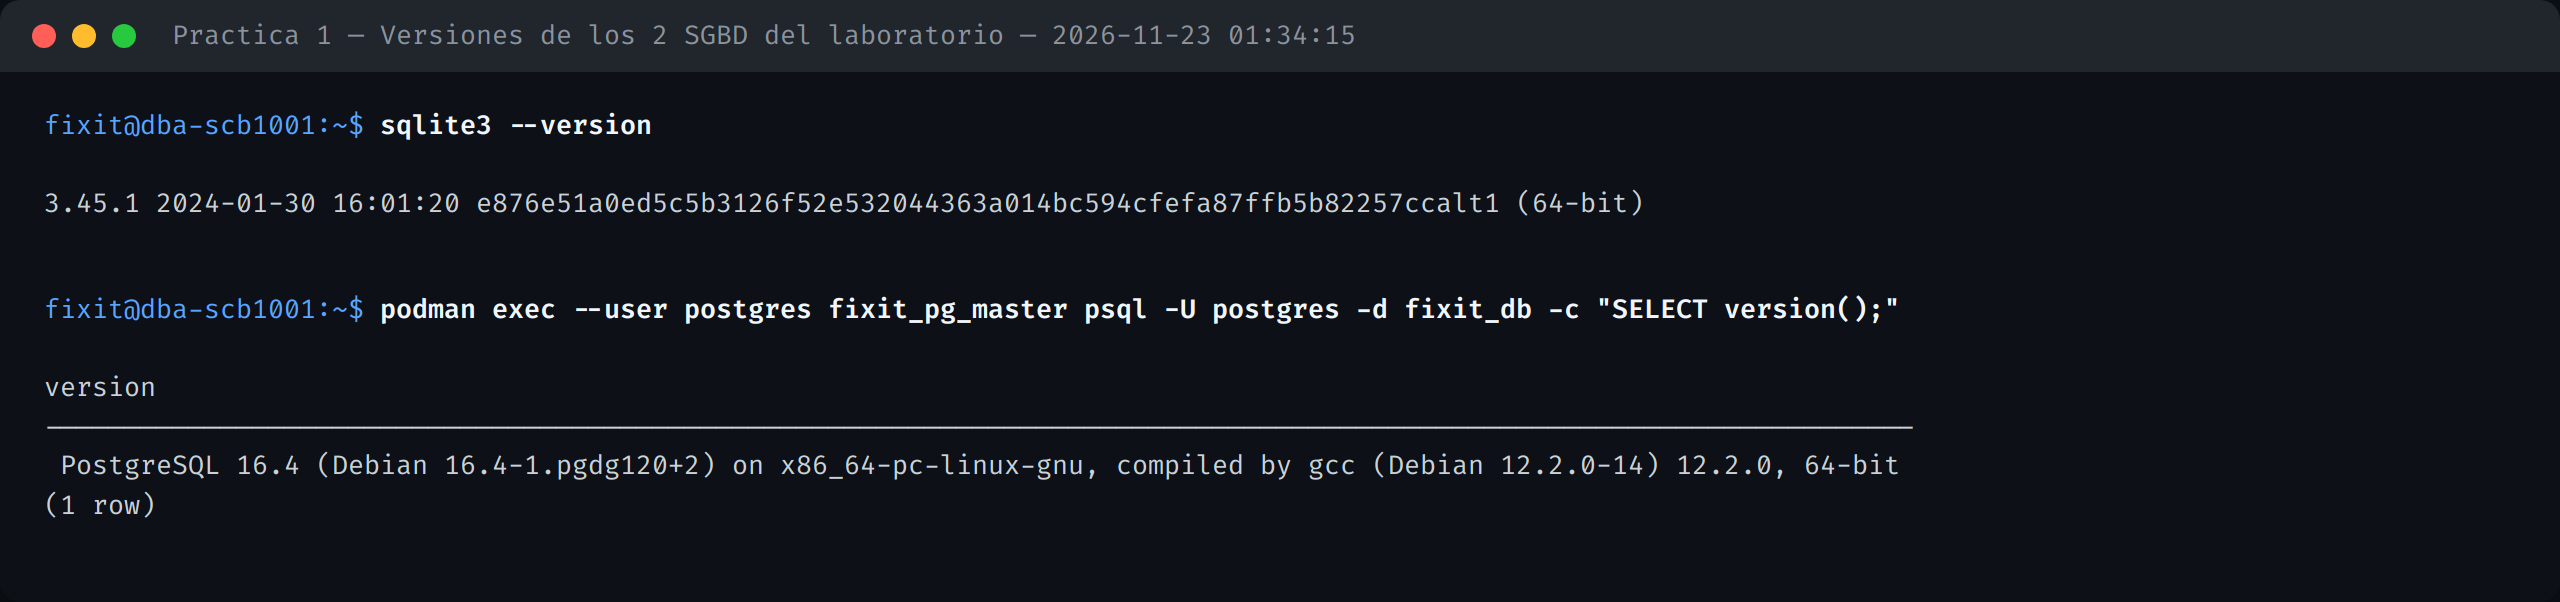 Practica 1 — Versiones de los 2 SGBD del laboratorio — 2026-11-23 01:34:15
fixit@dba-scb1001:~$ sqlite3 --version
3.45.1 2024-01-30 16:01:20 e876e51a0ed5c5b3126f52e532044363a014bc594cfefa87ffb5b82257ccalt1 (64-bit)
fixit@dba-scb1001:~$ podman exec --user postgres fixit_pg_master psql -U postgres -d fixit_db -c "SELECT version();"
version
PostgreSQL 16.4 (Debian 16.4-1.pgdg120+2) on x86_64-pc-linux-gnu, compiled by gcc (Debian 12.2.0-14) 12.2.0, 64-bit
(1 row)